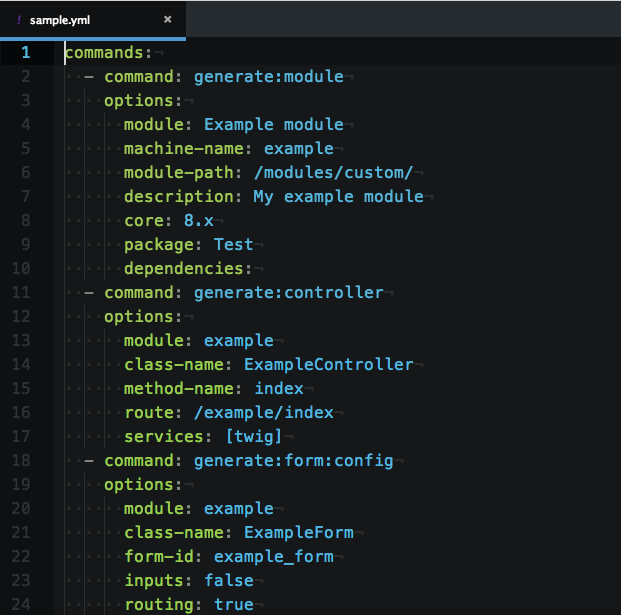 ! sample.yml ×
1 commands:
2 - command: generate:module
3 options:
4 module: Example module
5 machine-name: example
6 module-path: /modules/custom/
7 description: My example module
8 core: 8.x
9 package: Test
10 dependencies:
11 - command: generate:controller
12 options:
13 module: example
14 class-name: ExampleController
15 method-name: index
16 route: /example/index
17 services: [twig]
18 - command: generate:form:config
19 options:
20 module: example
21 class-name: ExampleForm
22 form-id: example_form
23 inputs: false
24 routing: true